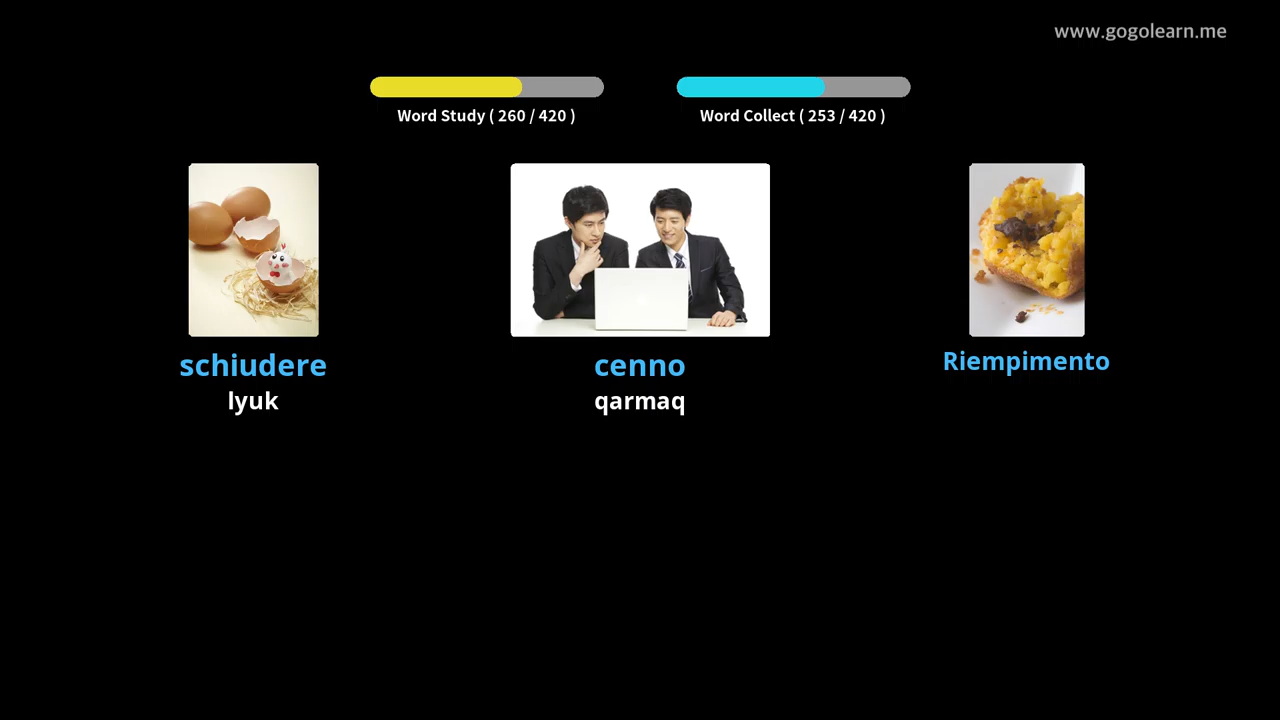 www.gogolearn.me
Word Study ( 260 / 420 )
Word Collect ( 253 / 420 )
schiudere
lyuk
cenno
qarmaq
Riempimento